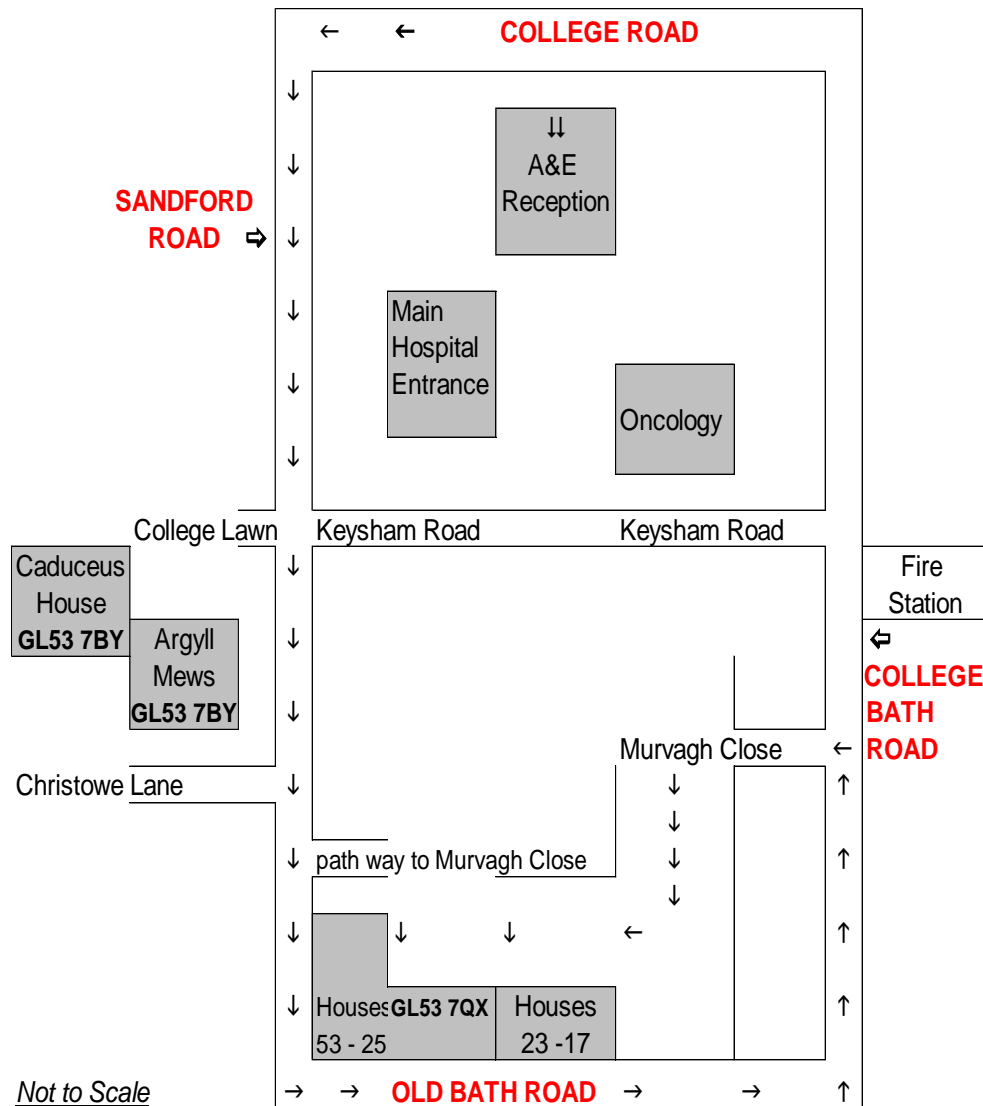 ← ← COLLEGE ROAD
↓
↓↓
A&E
Reception
↓
SANDFORD
ROAD ⇨ ↓
↓
Main
Hospital
Entrance
↓
Oncology
↓
College Lawn
Keysham Road
Keysham Road
Caduceus
House
GL53 7BY
↓
Fire
Station
Argyll
Mews
GL53 7BY
↓
↓
⇦
COLLEGE
BATH
ROAD
Murvagh Close ←
Christowe Lane
↓
↓
↑
↓
↓ path way to Murvagh Close
↓
↑
↓
↓ ↓ ↓ ← ↑
↓
Houses
53 - 25
GL53 7QX
Houses
23 -17
↑
Not to Scale
→ → OLD BATH ROAD → → ↑